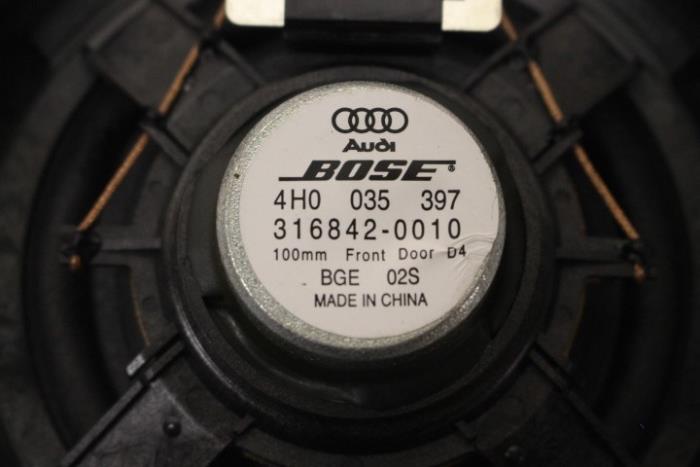 Audi
BOSE®
4H0 035 397
316842-0010
100mm Front Door D4
BGE 02S
MADE IN CHINA